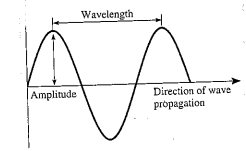 Wavelength
Amplitude
Direction of wave
propagation